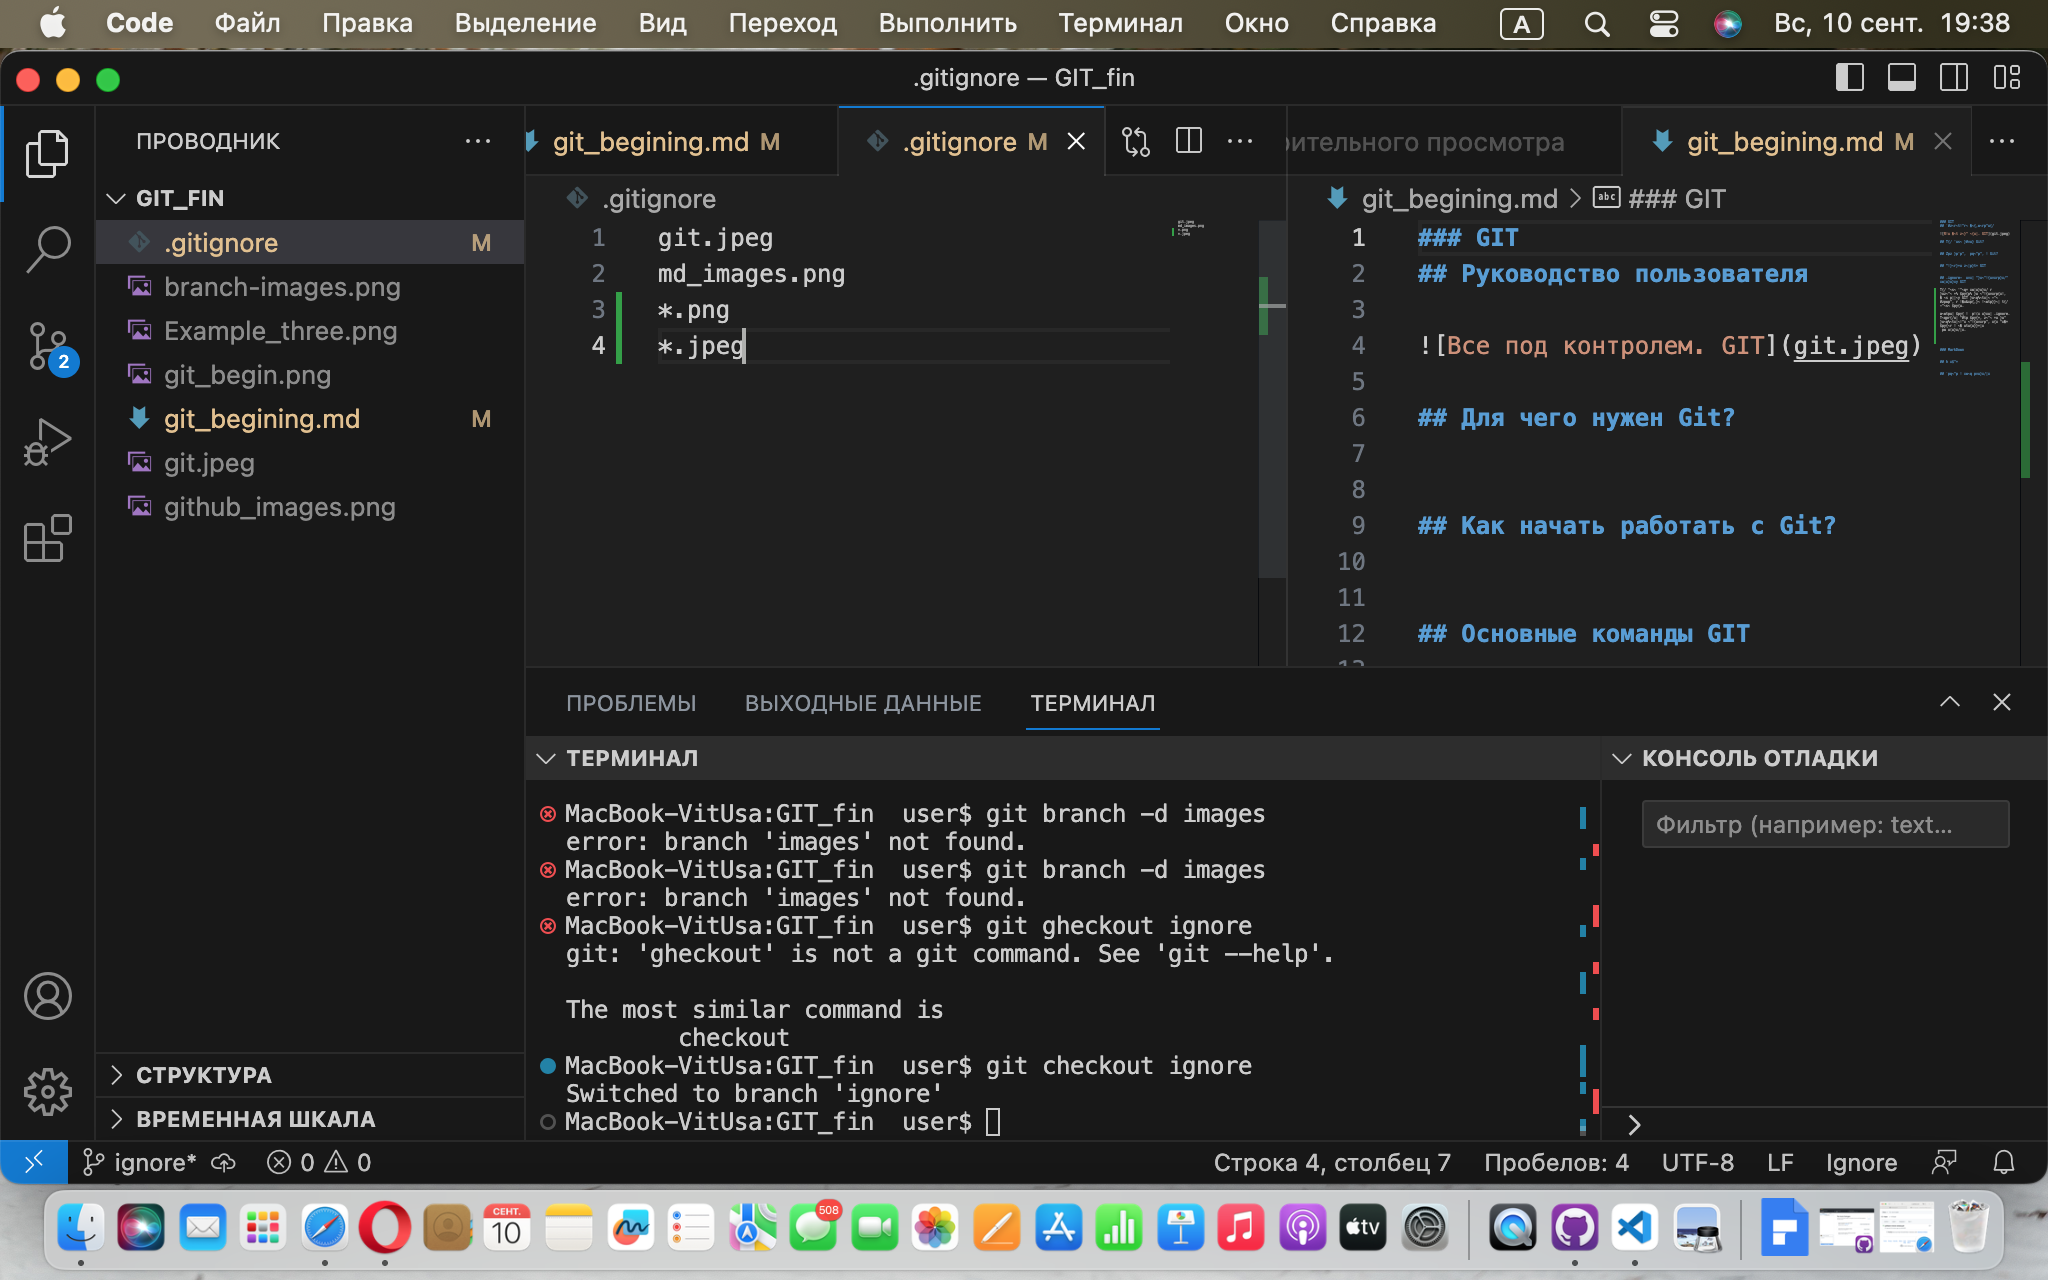 Code Файл Правка Выделение Вид Переход Выполнить Терминал Окно Справка A Вс, 10 сент. 19:38
.gitignore — GIT_fin
ПРОВОДНИК
GIT_FIN
.gitignore M
branch-images.png
Example_three.png
git_begin.png
git_begining.md M
git.jpeg
github_images.png
2
СТРУКТУРА
ВРЕМЕННАЯ ШКАЛА
git_begining.md M .gitignore M
.gitignore
1 git.jpeg
2 md_images.png
3 *.png
4 *.jpeg
просмотра git_begining.md M
git_begining.md > abc ### GIT
1 ### GIT
2 ## Руководство пользователя
3
4 ![Все под контролем. GIT](git.jpeg)
5
6 ## Для чего нужен Git?
7
8
9 ## Как начать работать с Git?
10
11
12 ## Основные команды GIT
ПРОБЛЕМЫ ВЫХОДНЫЕ ДАННЫЕ ТЕРМИНАЛ
ТЕРМИНАЛ
MacBook-VitUsa:GIT_fin user$ git branch -d images
error: branch 'images' not found.
MacBook-VitUsa:GIT_fin user$ git branch -d images
error: branch 'images' not found.
MacBook-VitUsa:GIT_fin user$ git gheckout ignore
git: 'gheckout' is not a git command. See 'git --help'.
The most similar command is
checkout
MacBook-VitUsa:GIT_fin user$ git checkout ignore
Switched to branch 'ignore'
MacBook-VitUsa:GIT_fin user$
КОНСОЛЬ ОТЛАДКИ
Фильтр (например: text...
ignore* 0 0 Строка 4, столбец 7 Пробелов: 4 UTF-8 LF Ignore
СЕНТ.
10
508
tv